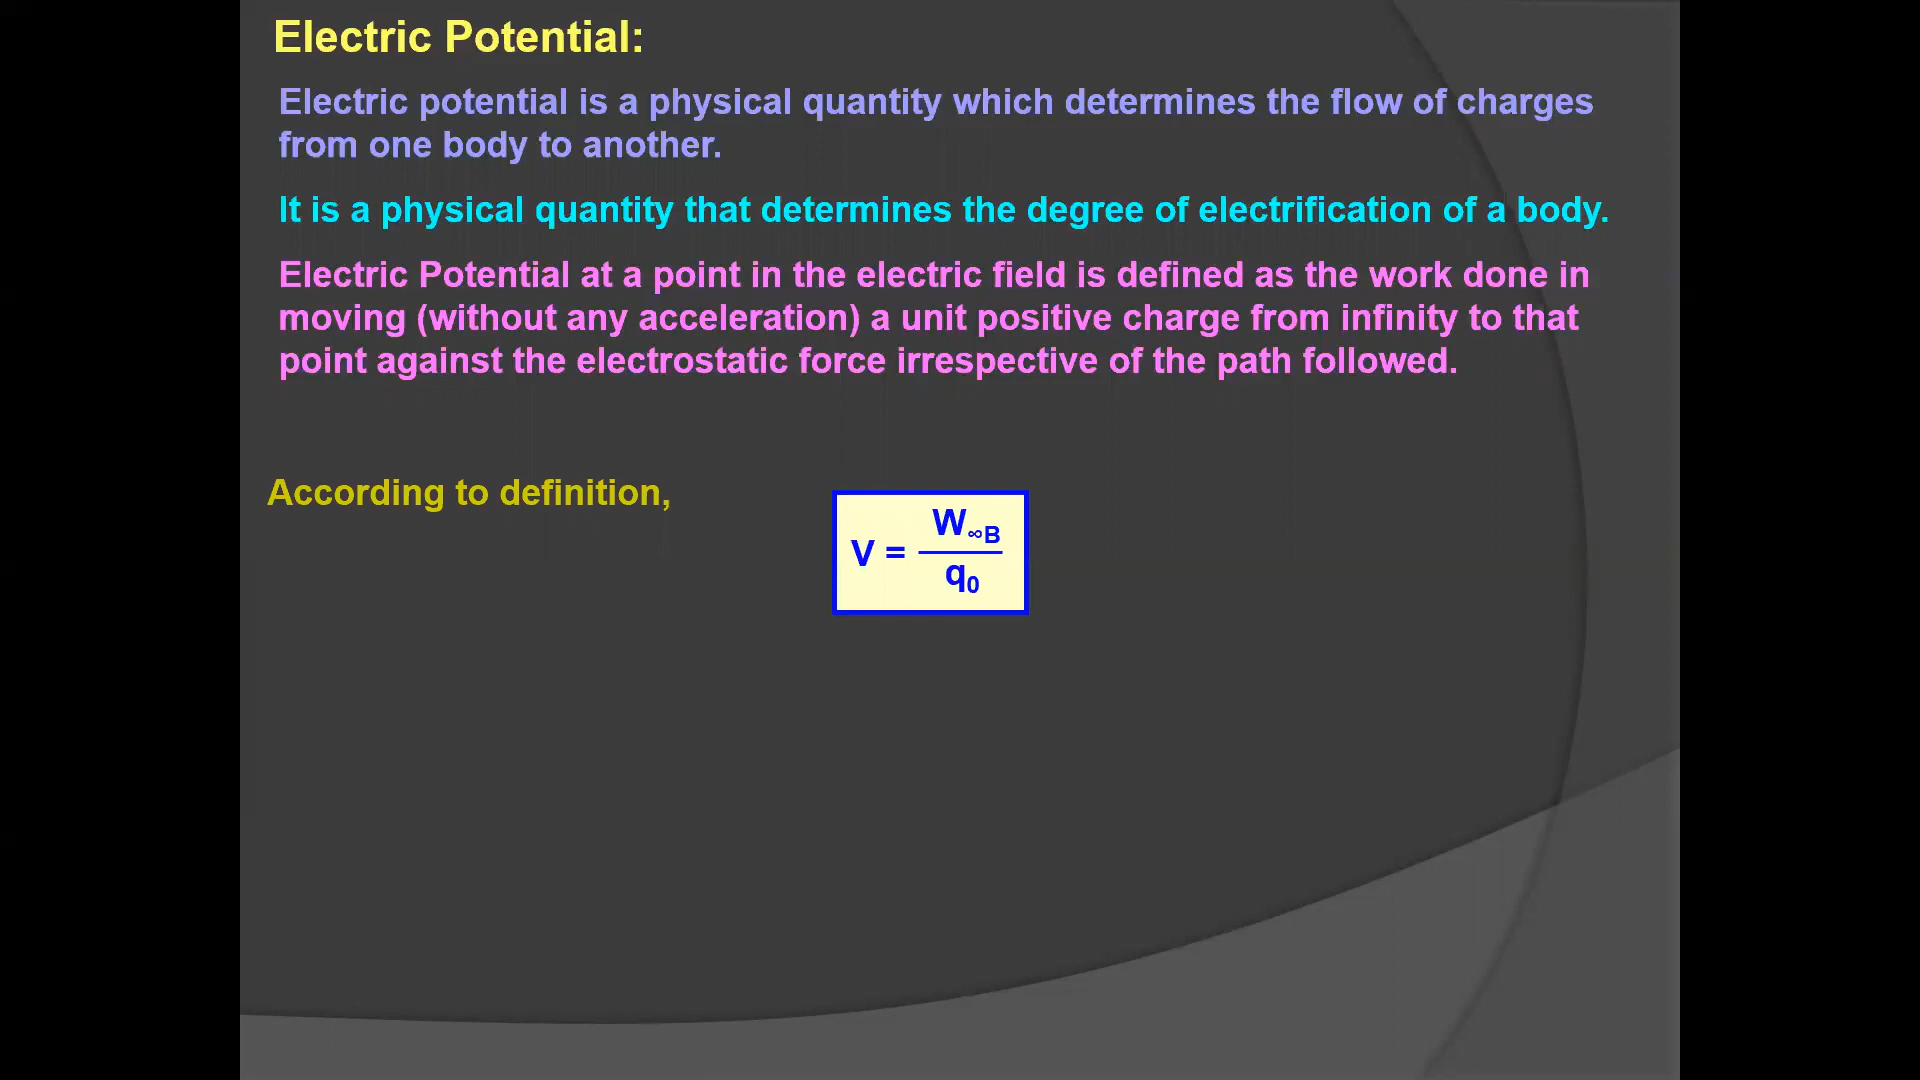 Electric Potential:
Electric potential is a physical quantity which determines the flow of charges
from one body to another.
It is a physical quantity that determines the degree of electrification of a body.
Electric Potential at a point in the electric field is defined as the work done in
moving (without any acceleration) a unit positive charge from infinity to that
point against the electrostatic force irrespective of the path followed.
According to definition,
W∞B
V =
q0